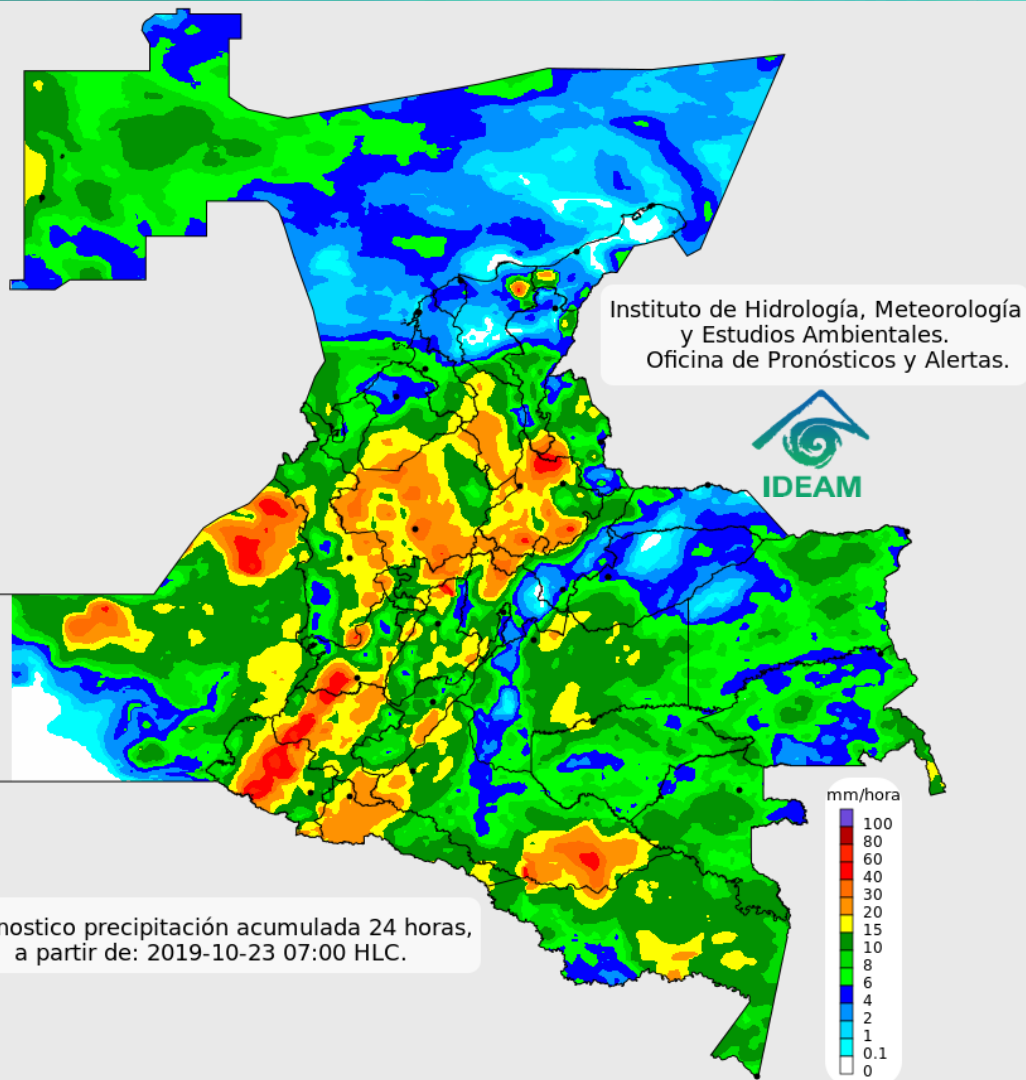 Instituto de Hidrología, Meteorología
y Estudios Ambientales.
Oficina de Pronósticos y Alertas.
IDEAM
mm/hora
100
80
60
40
30
20
15
10
8
6
4
2
1
0.1
0
nostico precipitación acumulada 24 horas,
a partir de: 2019-10-23 07:00 HLC.